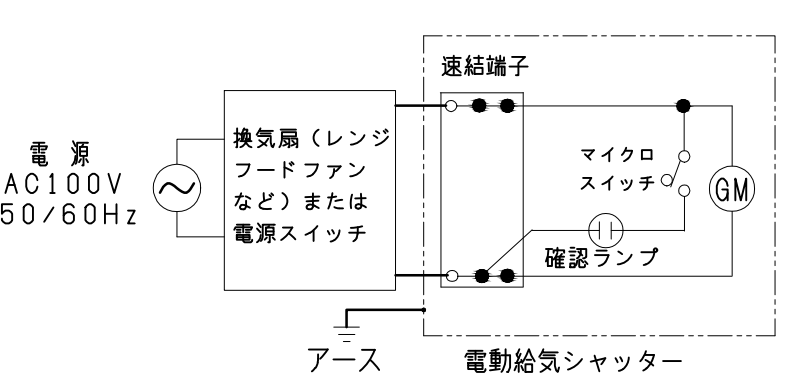 電 源
AC100V
50/60Hz
換気扇（レンジ
フードファン
など）または
電源スイッチ
速結端子
マイクロ
スイッチ
GM
確認ランプ
アース
電動給気シャッター